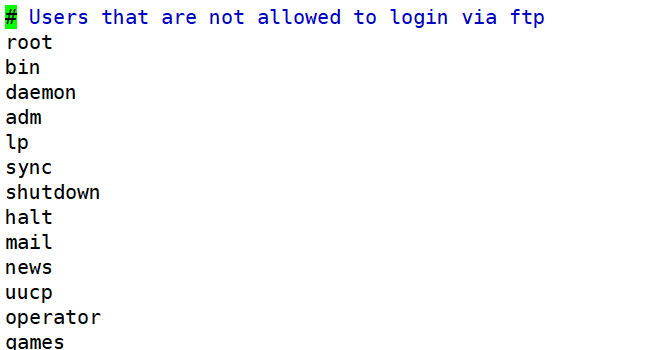 # Users that are not allowed to login via ftp
root
bin
daemon
adm
lp
sync
shutdown
halt
mail
news
uucp
operator
games